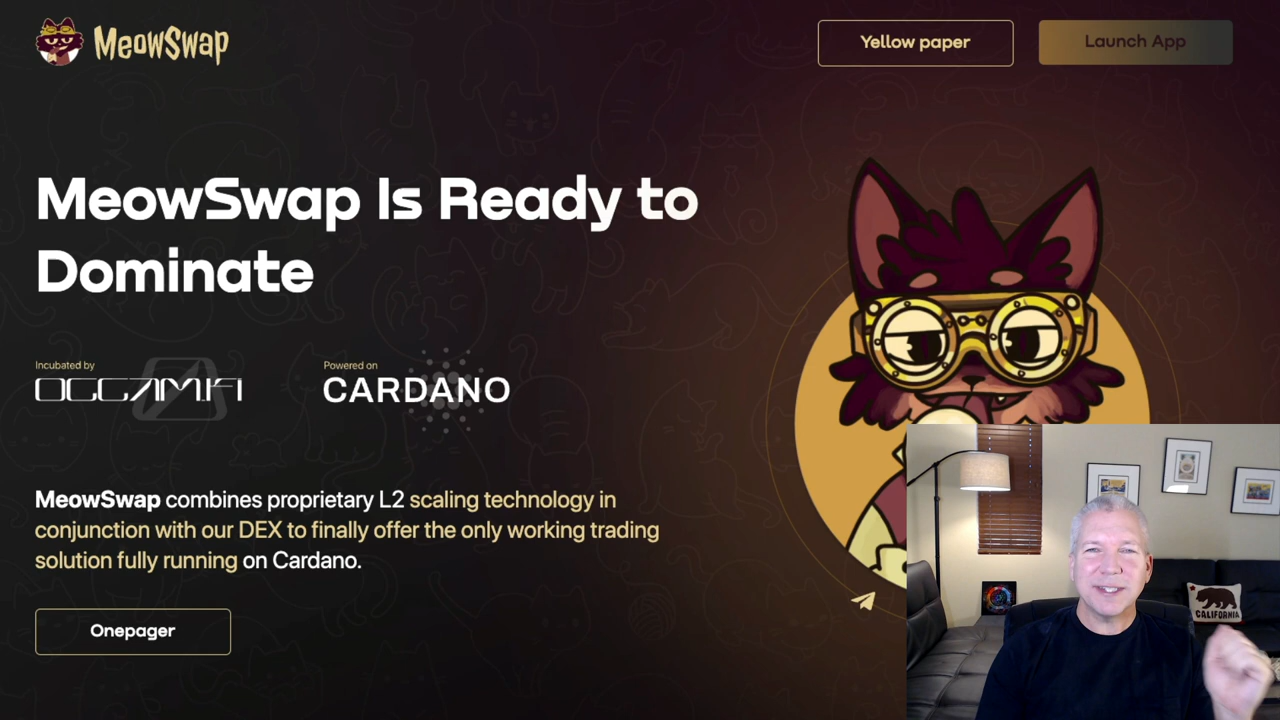 MeowSwap
Yellow paper
Launch App
MeowSwap Is Ready to
Dominate
Incubated by
OCCAM.FI
Powered on
CARDANO
MeowSwap combines proprietary L2 scaling technology in
conjunction with our DEX to finally offer the only working trading
solution fully running on Cardano.
Onepager
CALIFORNIA